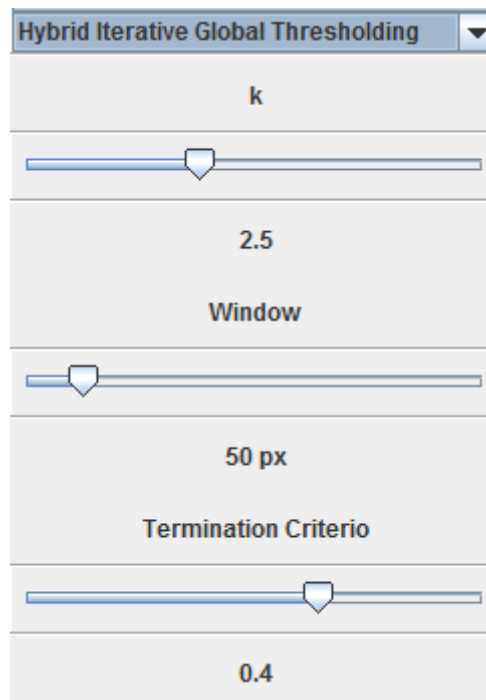 Hybrid Iterative Global Thresholding
k
2.5
Window
50 px
Termination Criterio
0.4